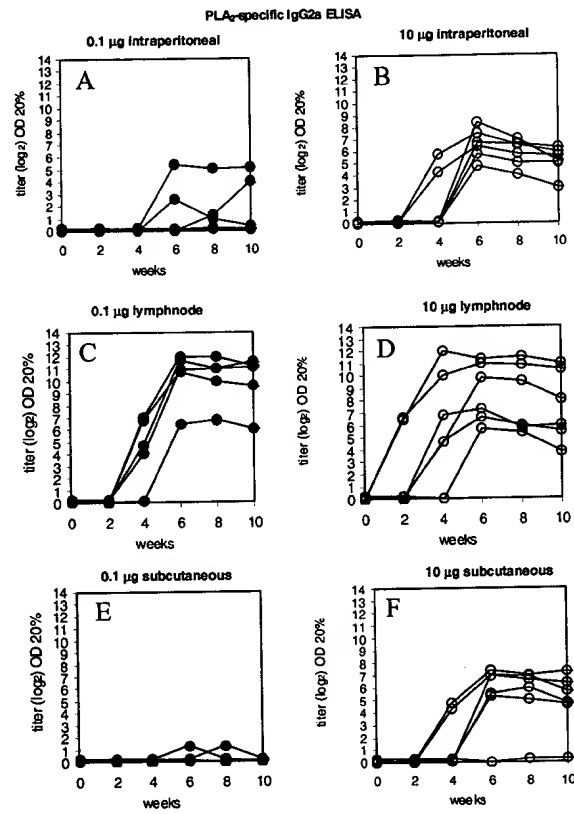 PLA₂-specific IgG2a ELISA
0.1 µg intraperitoneal
A
titer (log₂) OD 20%
14
13
12
11
10
9
8
7
6
5
4
3
2
1
0
0 2 4 6 8 10
weeks
10 µg intraperitoneal
B
titer (log₂) OD 20%
14
13
12
11
10
9
8
7
6
5
4
3
2
1
0
0 2 4 6 8 10
weeks
0.1 µg lymphnode
C
titer (log₂) OD 20%
14
13
12
11
10
9
8
7
6
5
4
3
2
1
0
0 2 4 6 8 10
weeks
10 µg lymphnode
D
titer (log₂) OD 20%
14
13
12
11
10
9
8
7
6
5
4
3
2
1
0
0 2 4 6 8 10
weeks
0.1 µg subcutaneous
E
titer (log₂) OD 20%
14
13
12
11
10
9
8
7
6
5
4
3
2
1
0
0 2 4 6 8 10
weeks
10 µg subcutaneous
F
titer (log₂) OD 20%
14
13
12
11
10
9
8
7
6
5
4
3
2
1
0
0 2 4 6 8 10
weeks